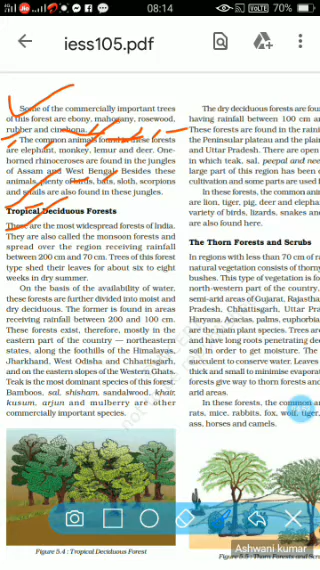 08:14
VOLTE
70%
iess105.pdf
Some of the commercially important trees
of this forest are ebony, mahogany, rosewood,
rubber and cinchona.
The common animals found in these forests
are elephant, monkey, lemur and deer. One-
horned rhinoceroses are found in the jungles
of Assam and West Bengal. Besides these
animals, plenty of birds, bats, sloth, scorpions
and snails are also found in these jungles.
Tropical Deciduous Forests
These are the most widespread forests of India.
They are also called the monsoon forests and
spread over the region receiving rainfall
between 200 cm and 70 cm. Trees of this forest
type shed their leaves for about six to eight
weeks in dry summer.
On the basis of the availability of water,
these forests are further divided into moist and
dry deciduous. The former is found in areas
receiving rainfall between 200 and 100 cm.
These forests exist, therefore, mostly in the
eastern part of the country — northeastern
states, along the foothills of the Himalayas,
Jharkhand, West Odisha and Chhattisgarh,
and on the eastern slopes of the Western Ghats.
Teak is the most dominant species of this forest.
Bamboos, sal, shisham, sandalwood, khair,
kusum, arjun and mulberry are other
commercially important species.
Figure 5.4 : Tropical Deciduous Forest
The dry deciduous forests are fou
having rainfall between 100 cm a
These forests are found in the raini
the Peninsular plateau and the plain
and Uttar Pradesh. There are open
in which teak, sal, peepal and nee
large part of this region has been c
cultivation and some parts are used f
In these forests, the common an
are lion, tiger, pig, deer and elephan
variety of birds, lizards, snakes and
are also found here.
The Thorn Forests and Scrubs
In regions with less than 70 cm of ra
natural vegetation consists of thorny
bushes. This type of vegetation is fo
north-western part of the country,
semi-arid areas of Gujarat, Rajastha
Pradesh, Chhattisgarh, Uttar Pra
Haryana. Acacias, palms, euphorbia
are the main plant species. Trees are
and have long roots penetrating dee
soil in order to get moisture. The
succulent to conserve water. Leaves
thick and small to minimise evaporat
forests give way to thorn forests and
arid areas.
In these forests, the common a
rats, mice, rabbits, fox, wolf, tiger,
ass, horses and camels.
Figure 5.5 : Thorn Forests and Scr
Ashwani kumar